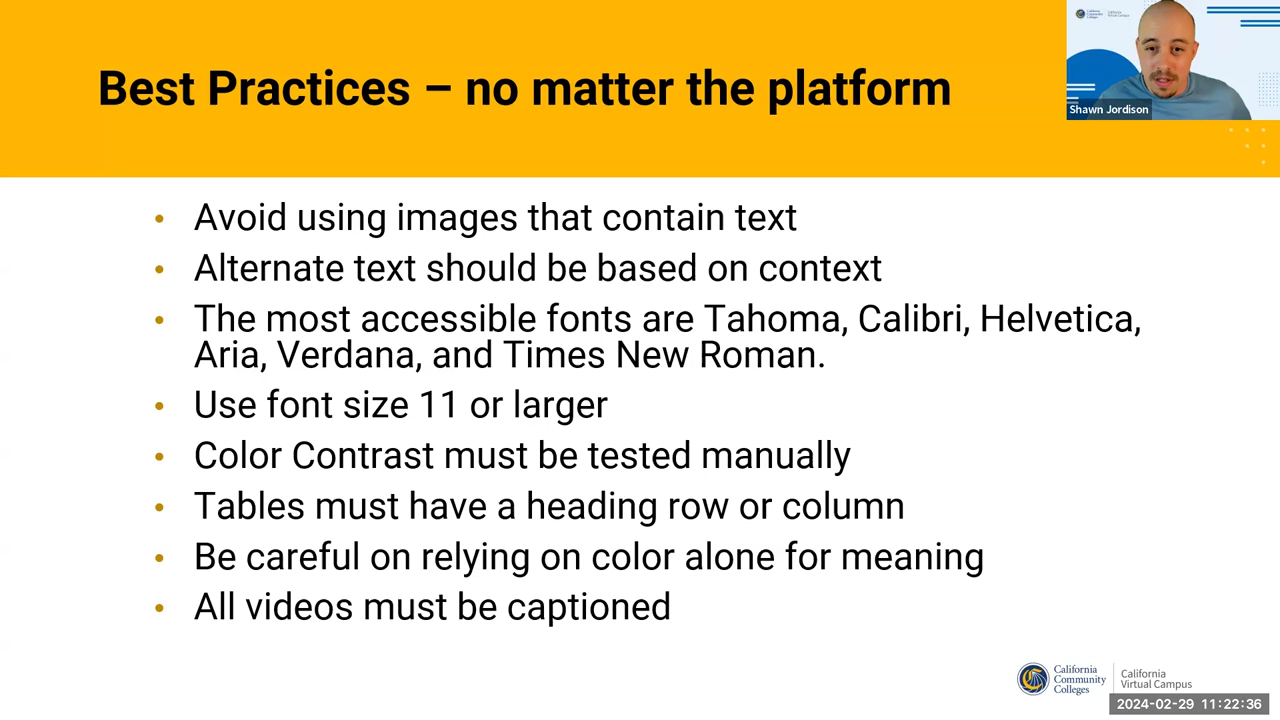 Best Practices – no matter the platform
California
Community
Colleges
Shawn Jordison
• Avoid using images that contain text
• Alternate text should be based on context
• The most accessible fonts are Tahoma, Calibri, Helvetica,
Aria, Verdana, and Times New Roman.
• Use font size 11 or larger
• Color Contrast must be tested manually
• Tables must have a heading row or column
• Be careful on relying on color alone for meaning
• All videos must be captioned
California
Community
Colleges
California
Virtual Campus
2024-02-29 11:22:36